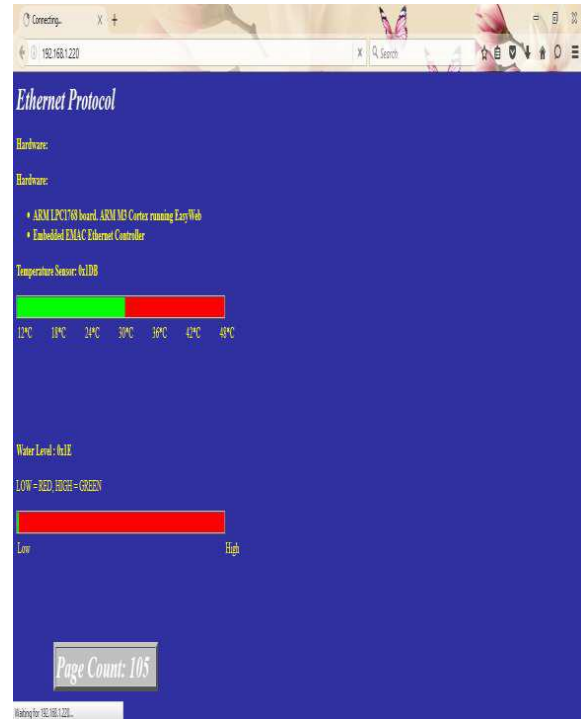 Connecting... X +
192.168.1.220 X Search
Ethernet Protocol
Hardware:
Hardware:
• ARM LPC1768 board. ARM M3 Cortex running EasyWeb
• Embedded EMAC Ethernet Controller
Temperature Sensor: 0x1DB
12°C 18°C 24°C 30°C 36°C 42°C 48°C
Water Level : 0x1E
LOW = RED, HIGH = GREEN
Low High
Page Count: 105
Waiting for 192.168.1.220...